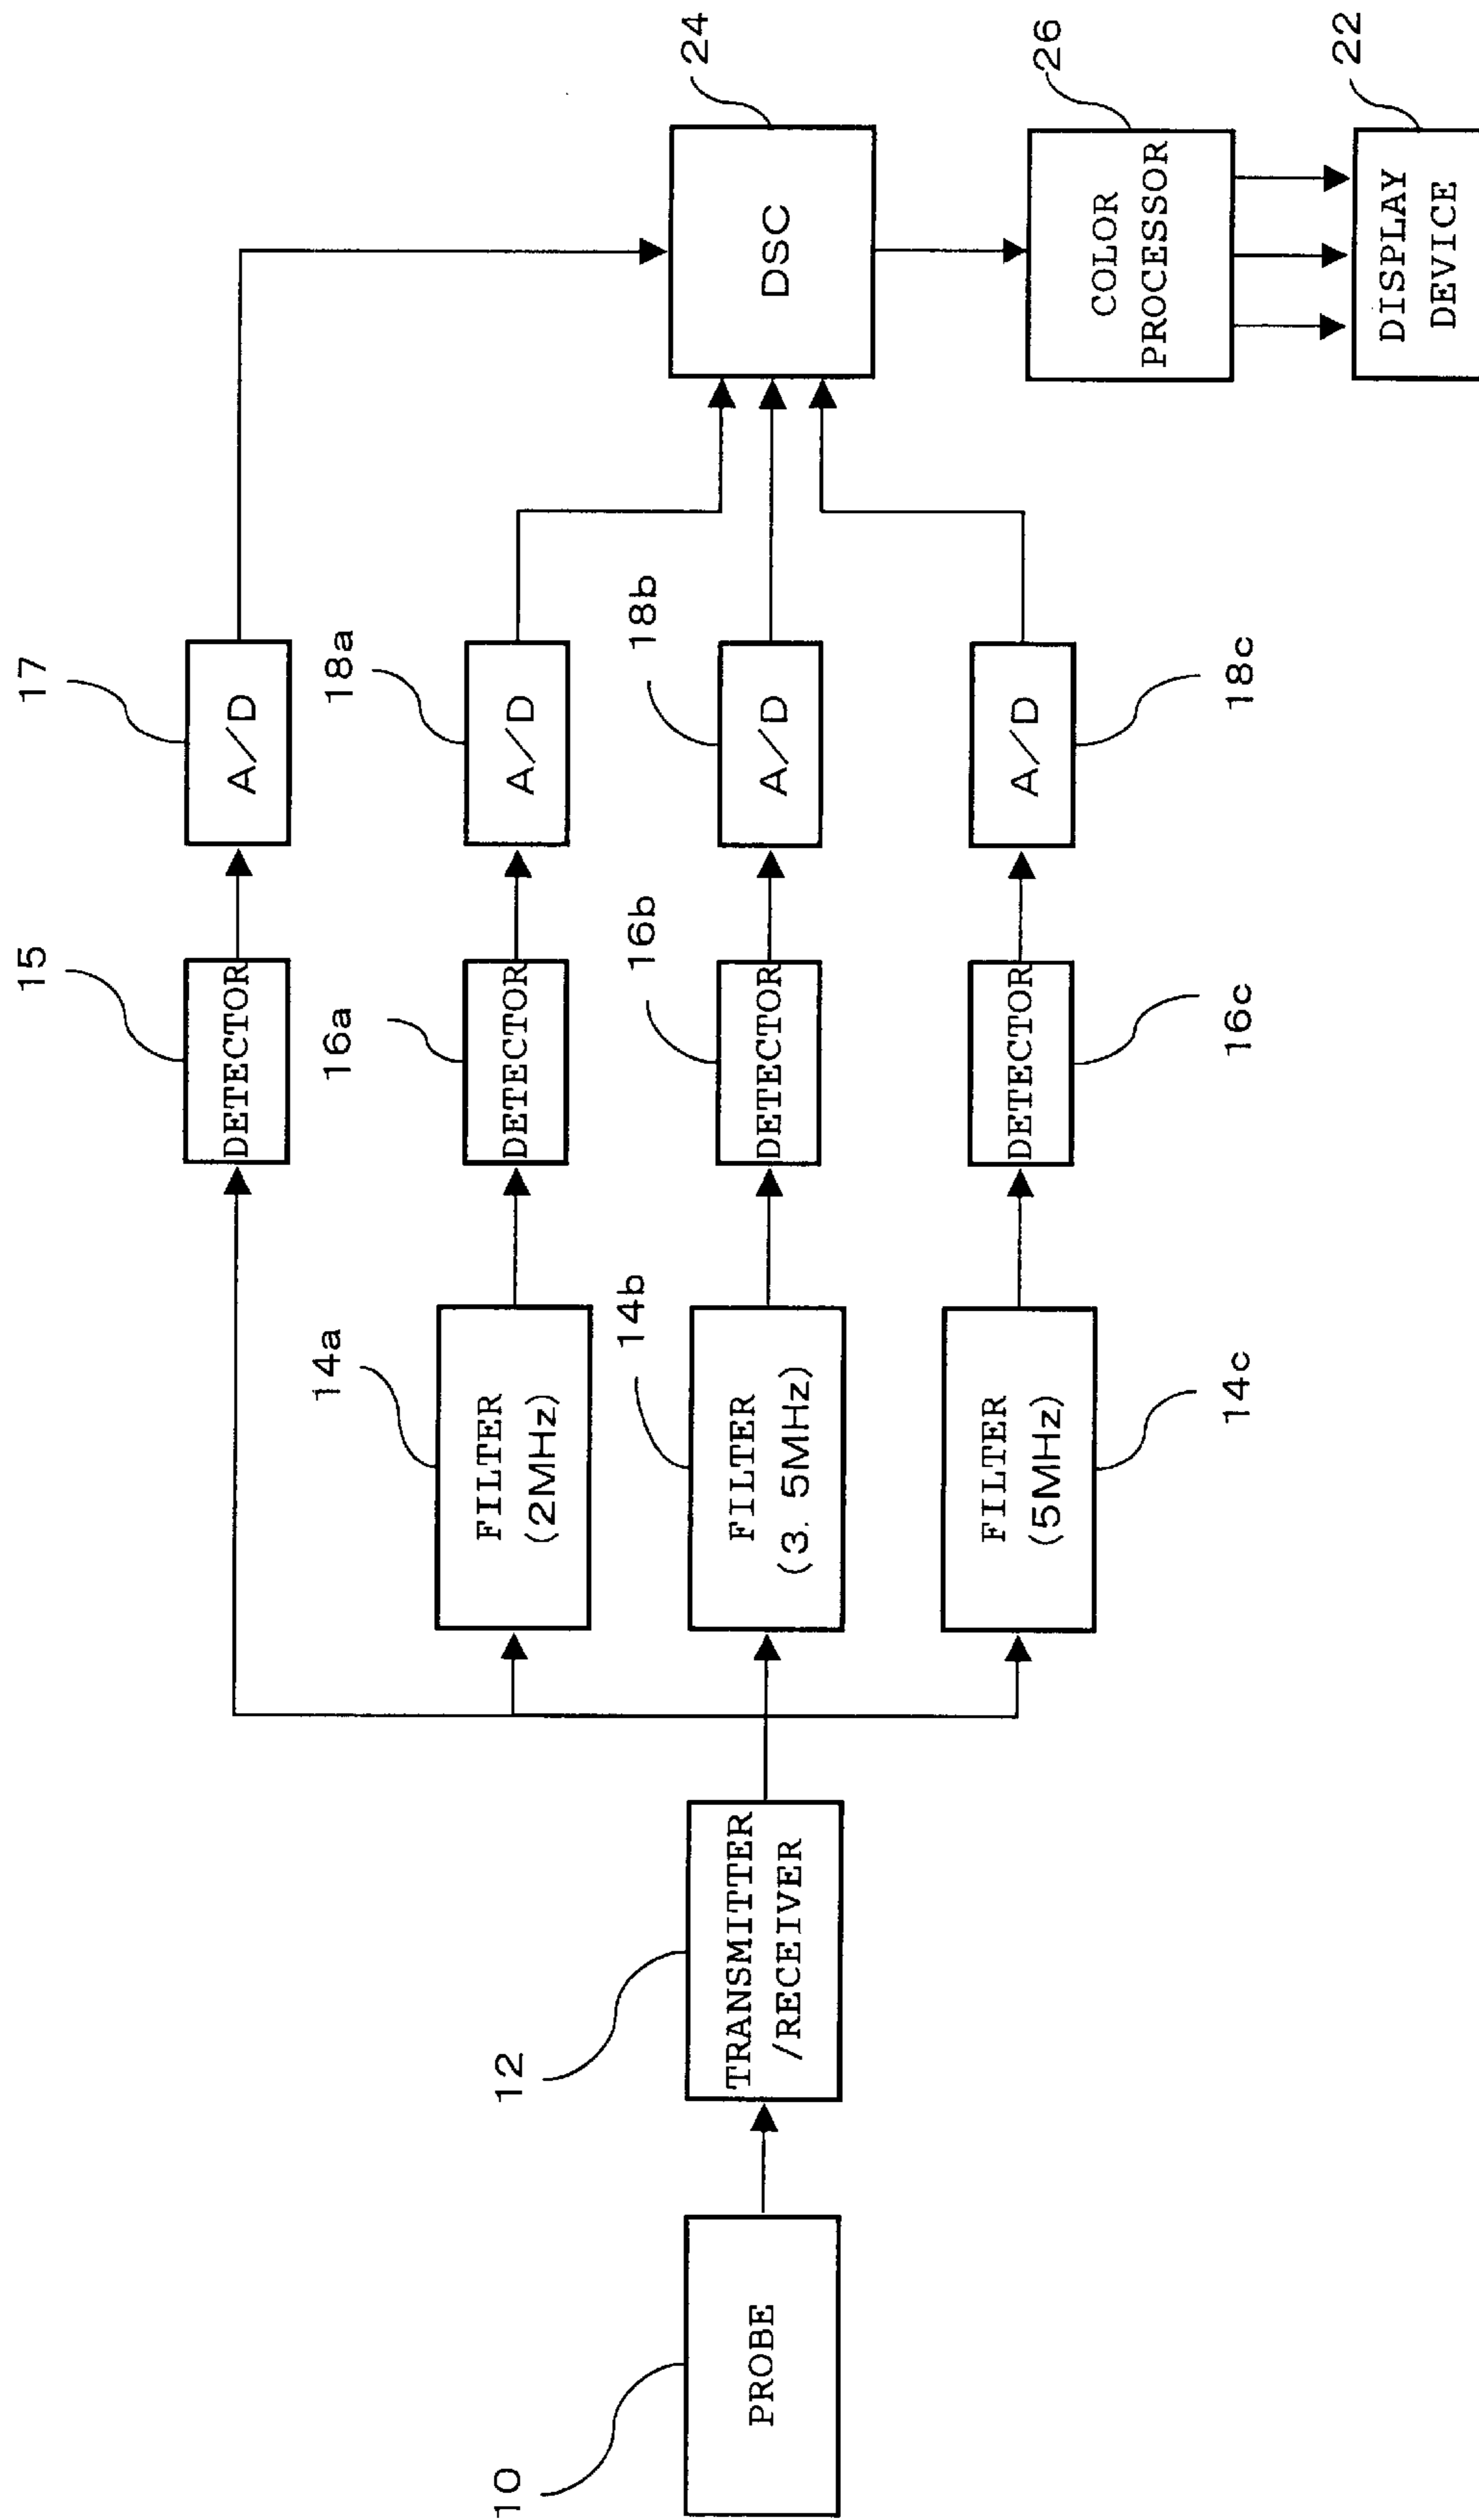 10
PROBE
12
TRANSMITTER
/RECEIVER
14a
FILTER
(2MHz)
14b
FILTER
(3. 5MHz)
14c
FILTER
(5MHz)
15
DETECTOR
16a
DETECTOR
16b
DETECTOR
16c
DETECTOR
17
A/D
18a
A/D
18b
A/D
18c
A/D
24
DSC
26
COLOR
PROCESSOR
22
DISPLAY
DEVICE